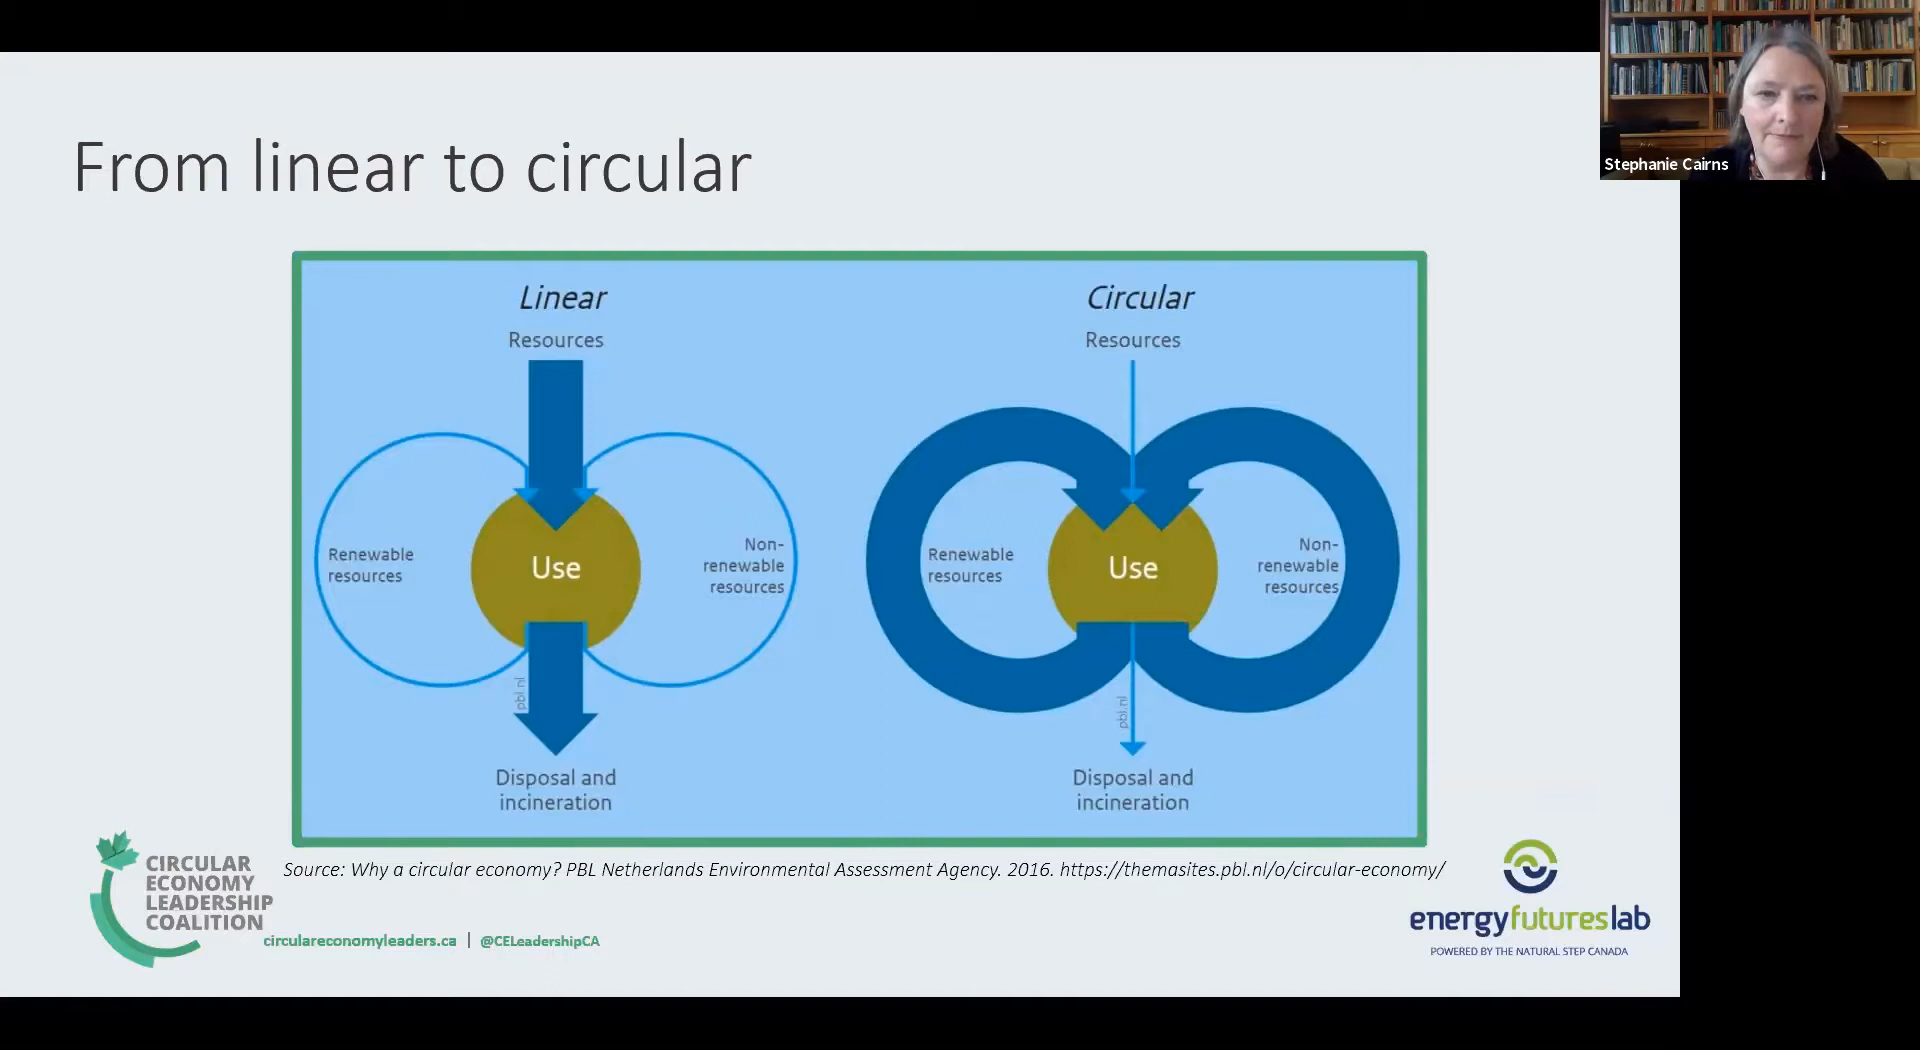 Stephanie Cairns
From linear to circular
Linear
Resources
Renewable
resources
Use
Non-
renewable
resources
pbl.nl
Disposal and
incineration
Circular
Resources
Renewable
resources
Use
Non-
renewable
resources
pbl.nl
Disposal and
incineration
Source: Why a circular economy? PBL Netherlands Environmental Assessment Agency. 2016. https://themasites.pbl.nl/o/circular-economy/
CIRCULAR
ECONOMY
LEADERSHIP
COALITION
circulareconomyleaders.ca | @CELeadershipCA
energyfutureslab
POWERED BY THE NATURAL STEP CANADA